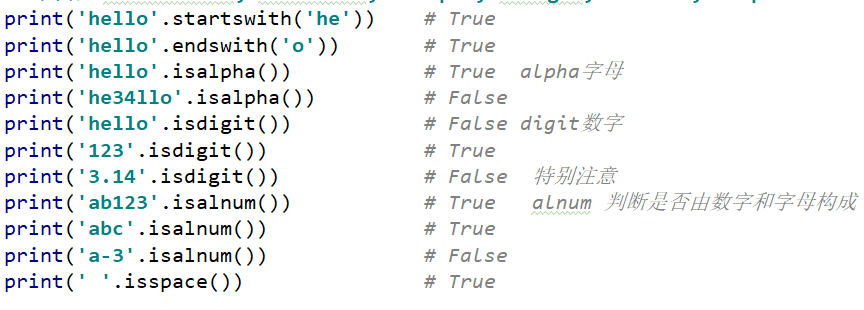 print('hello'.startswith('he'))    # True
print('hello'.endswith('o'))       # True
print('hello'.isalpha())           # True  alpha字母
print('he34llo'.isalpha())         # False
print('hello'.isdigit())           # False digit数字
print('123'.isdigit())             # True
print('3.14'.isdigit())            # False  特别注意
print('ab123'.isalnum())           # True   alnum 判断是否由数字和字母构成
print('abc'.isalnum())             # True
print('a-3'.isalnum())             # False
print(' '.isspace())               # True